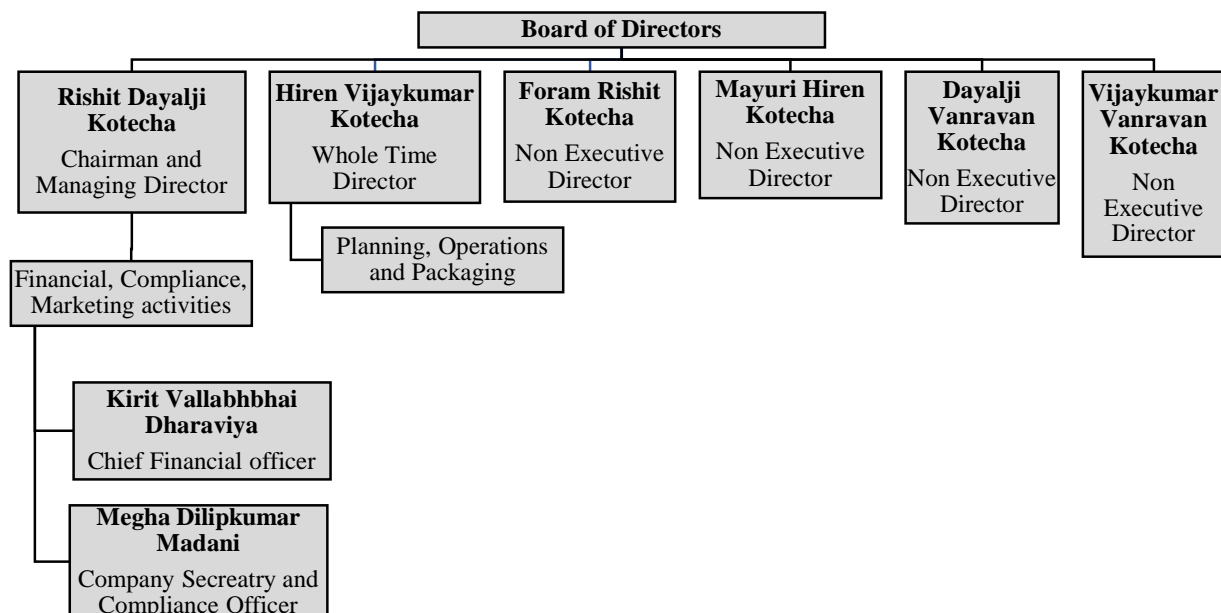 Board of Directors
Rishit Dayalji
Kotecha
Chairman and
Managing Director
Hiren Vijaykumar
Kotecha
Whole Time
Director
Foram Rishit
Kotecha
Non Executive
Director
Mayuri Hiren
Kotecha
Non Executive
Director
Dayalji
Vanravan
Kotecha
Non Executive
Director
Vijaykumar
Vanravan
Kotecha
Non
Executive
Director
Financial, Compliance,
Marketing activities
Planning, Operations
and Packaging
Kirit Vallabhbhai
Dharaviya
Chief Financial officer
Megha Dilipkumar
Madani
Company Secreatry and
Compliance Officer